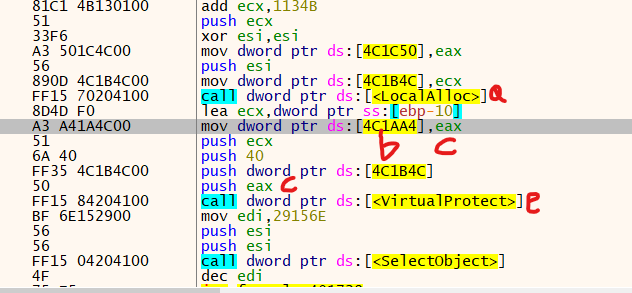 81C1 4B130100 add ecx,1134B
51 push ecx
33F6 xor esi,esi
A3 501C4C00 mov dword ptr ds:[4C1C50],eax
56 push esi
890D 4C1B4C00 mov dword ptr ds:[4C1B4C],ecx
FF15 70204100 call dword ptr ds:[<LocalAlloc>] a
8D4D F0 lea ecx,dword ptr ss:[ebp-10]
A3 A41A4C00 mov dword ptr ds:[4C1AA4],eax
51 push ecx b c
6A 40 push 40
FF35 4C1B4C00 push dword ptr ds:[4C1B4C]
50 push eax c
FF15 84204100 call dword ptr ds:[<VirtualProtect>] e
BF 6E152900 mov edi,29156E
56 push esi
56 push esi
FF15 04204100 call dword ptr ds:[<SelectObject>]
4F dec edi